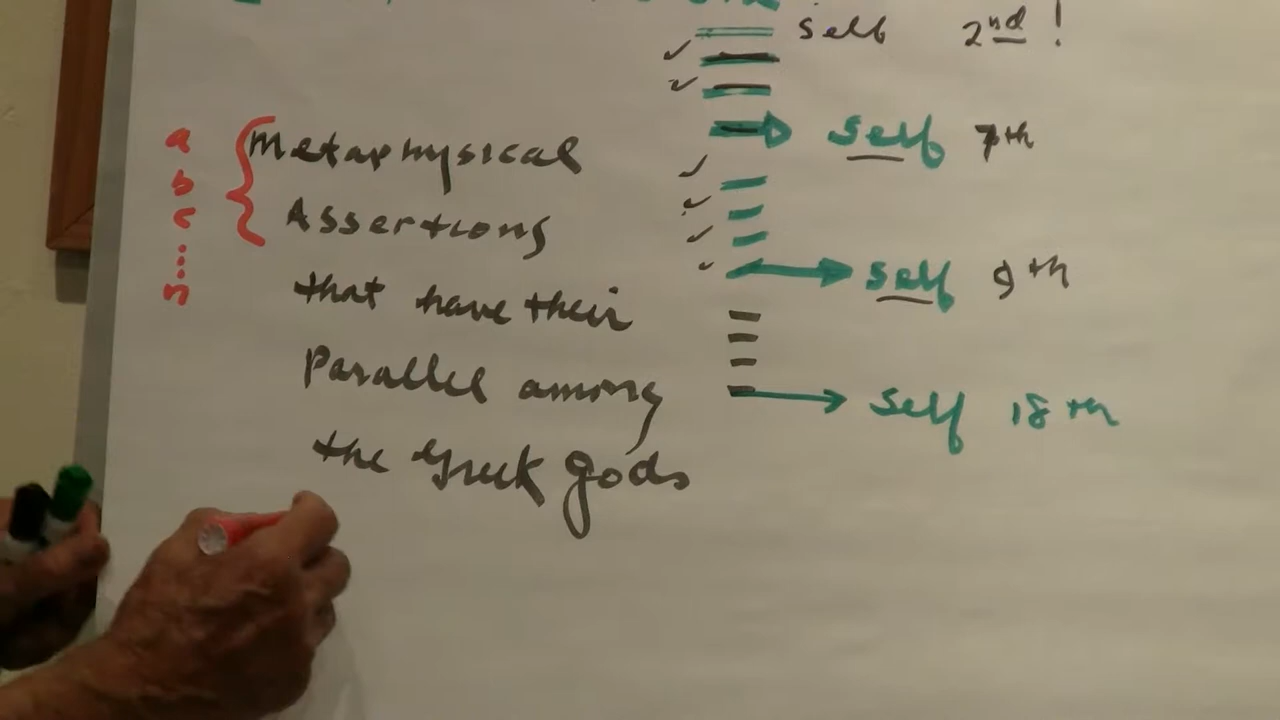 Self 2nd !
Self 7th
a
b
c
n
{ Metaphysical
Assertions
that have their
Parallel among
the Greek gods
Self 9th
Self 18th